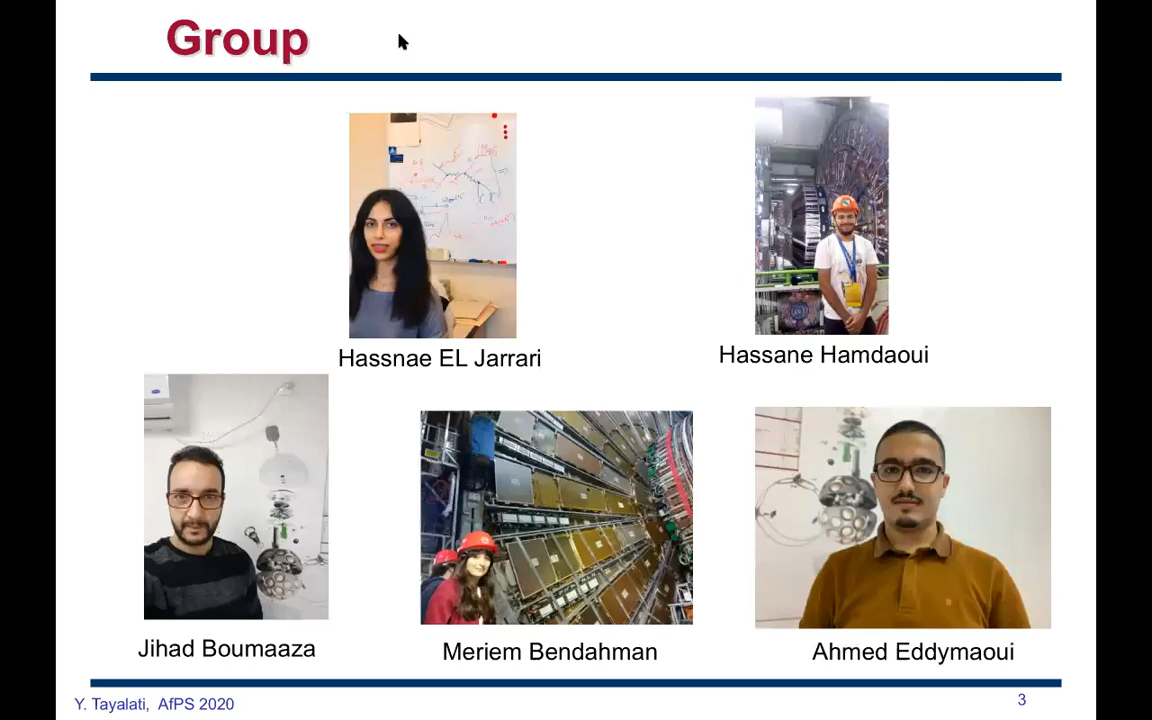 Group
Hassnae EL Jarrari
Hassane Hamdaoui
Jihad Boumaaza
Meriem Bendahman
Ahmed Eddymaoui
Y. Tayalati, AfPS 2020
3